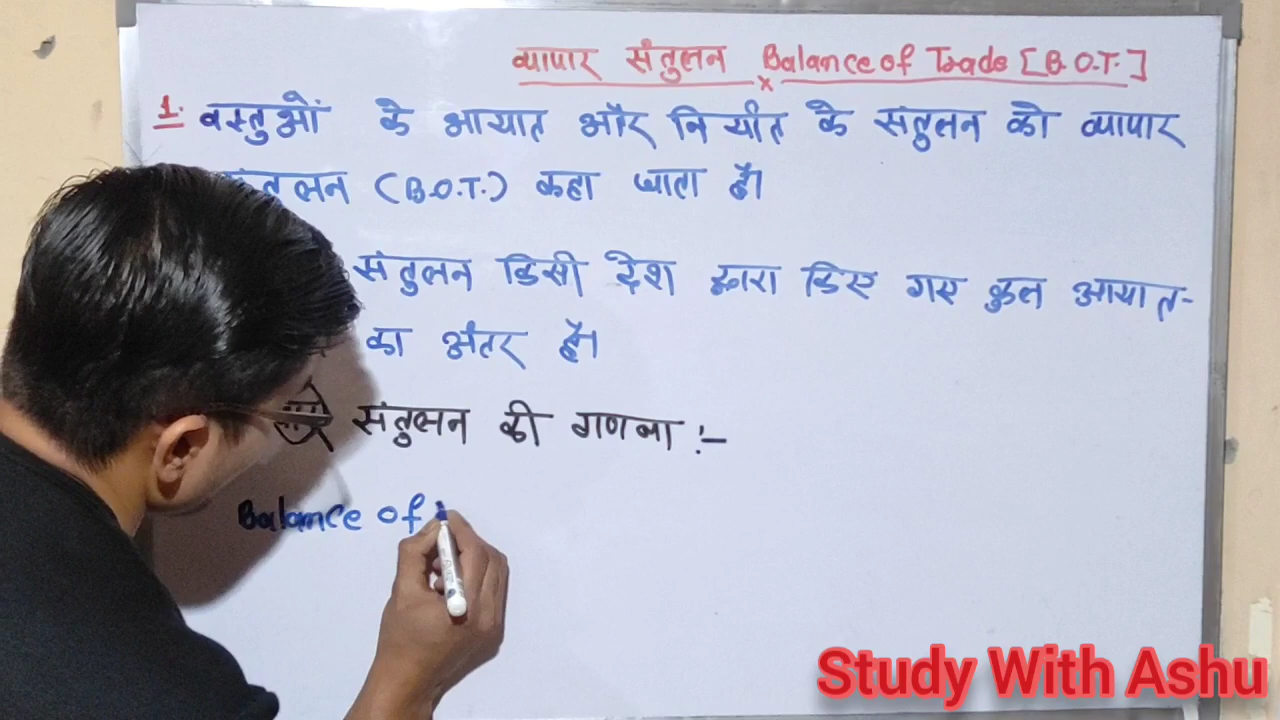 व्यापार संतुलन Balance of Trade [B.O.T.]
1. वस्तुओं के आयात और निर्यात के संतुलन को व्यापार
संतुलन (B.O.T.) कहा जाता है।
संतुलन किसी देश द्वारा किए गए कुल आयात-
का अंतर है।
संतुलन की गणना :-
Balance of
Study With Ashu